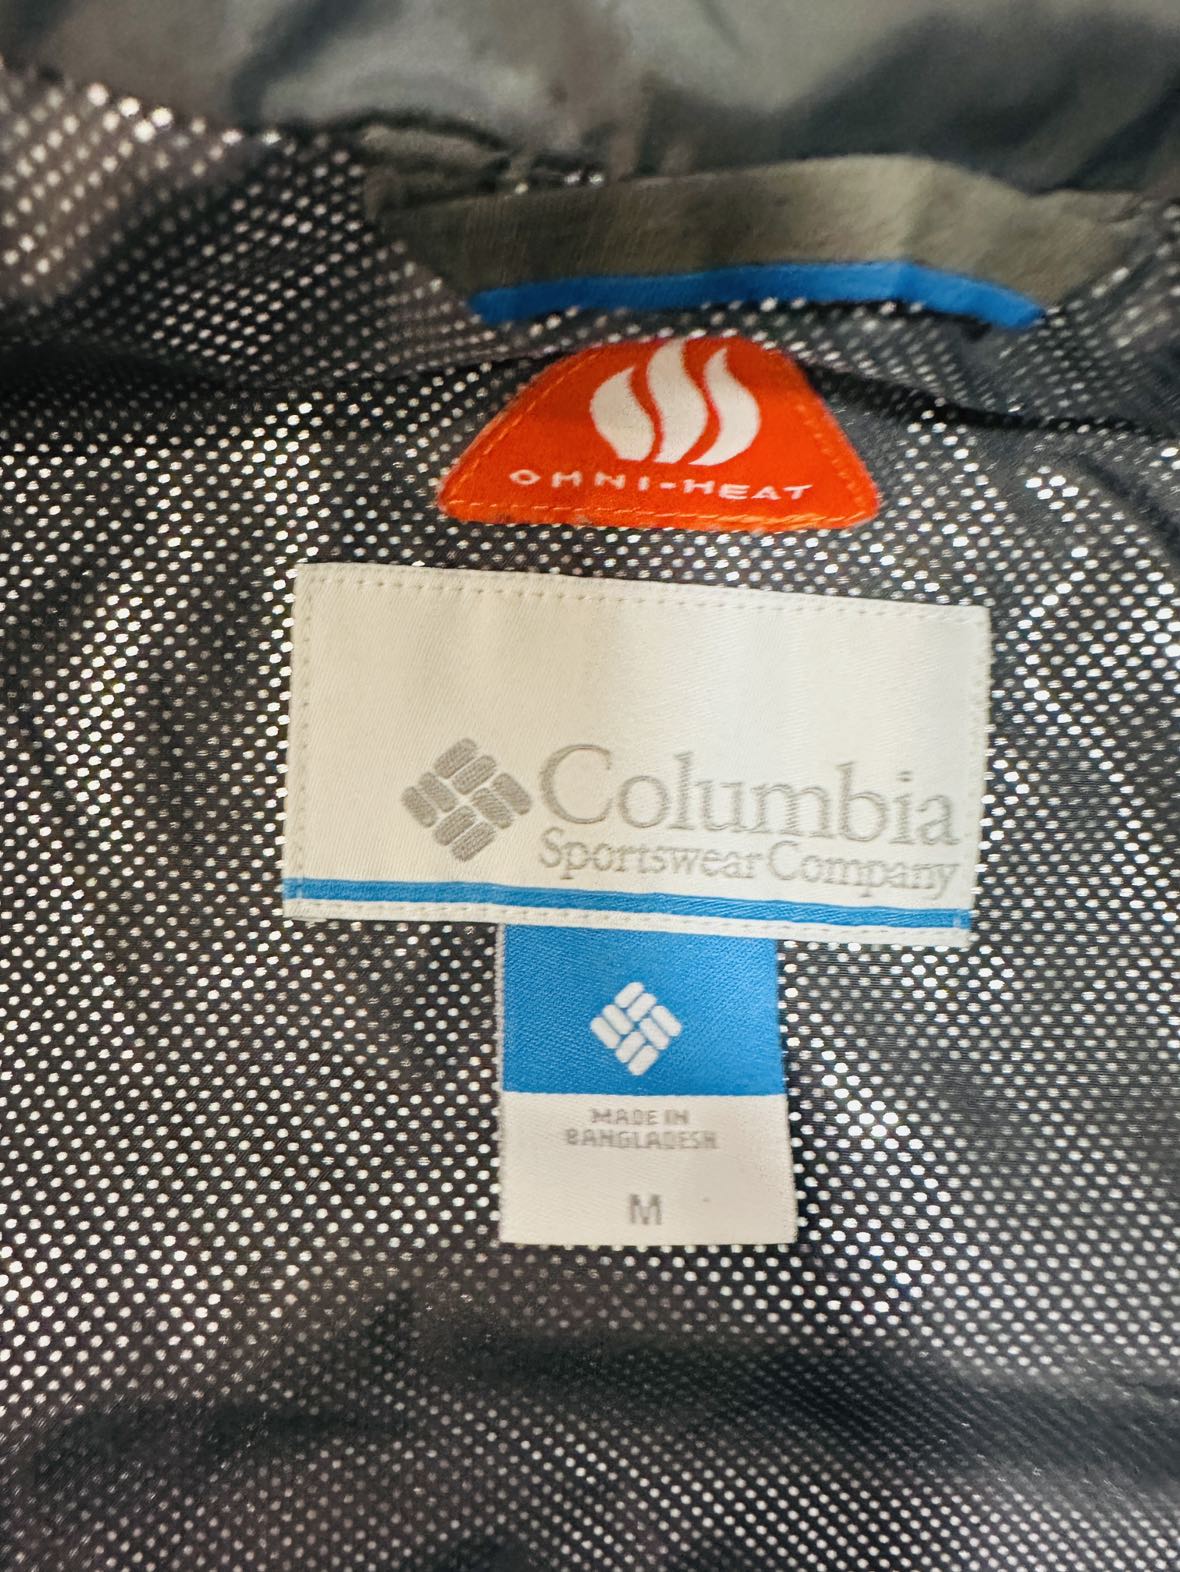 OMNI-HEAT
Columbia
Sportswear Company
MADE IN
BANGLADESH
M